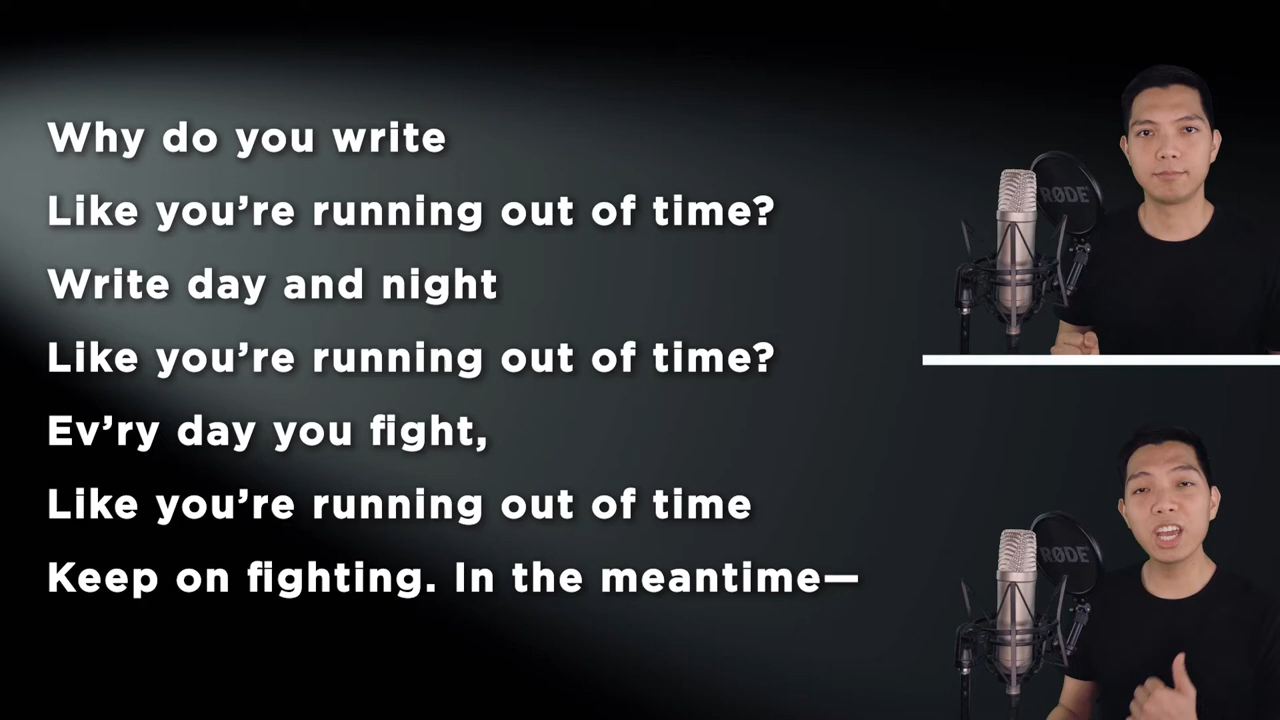 Why do you write
Like you’re running out of time?
Write day and night
Like you’re running out of time?
Ev’ry day you fight,
Like you’re running out of time
Keep on fighting. In the meantime—
RØDE
RØDE